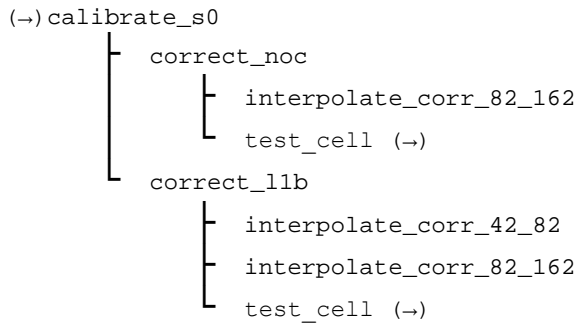 (→)calibrate_s0
correct_noc
interpolate_corr_82_162
test_cell (→)
correct_l1b
interpolate_corr_42_82
interpolate_corr_82_162
test_cell (→)